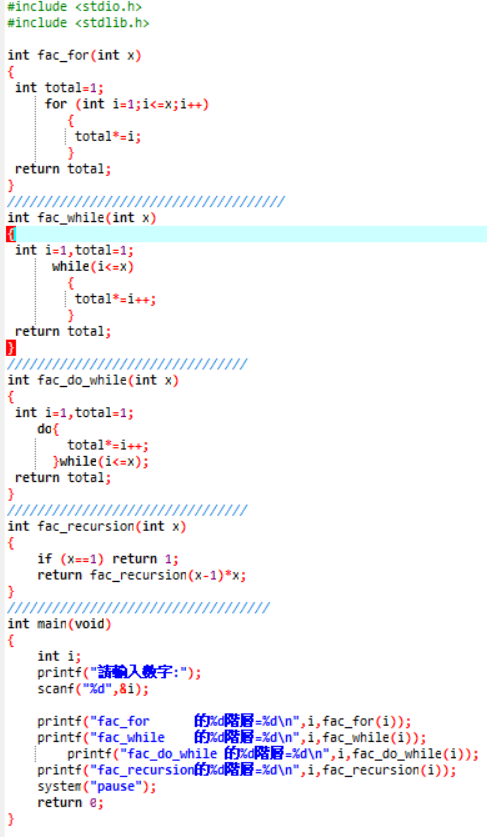 #include <stdio.h>
#include <stdlib.h>

int fac_for(int x)
{
 int total=1;
     for (int i=1;i<=x;i++)
        {
         total*=i;
        }
 return total;
}
/////////////////////////////////////
int fac_while(int x)
{
 int i=1,total=1;
      while(i<=x)
        {
         total*=i++;
        }
 return total;
}
////////////////////////////////
int fac_do_while(int x)
{
 int i=1,total=1;
    do{
        total*=i++;
      }while(i<=x);
 return total;
}
////////////////////////////////
int fac_recursion(int x)
{
    if (x==1) return 1;
    return fac_recursion(x-1)*x;
}
///////////////////////////////////
int main(void)
{
    int i;
    printf("請輸入數字:");
    scanf("%d",&i);

    printf("fac_for      的%d階層=%d\n",i,fac_for(i));
    printf("fac_while    的%d階層=%d\n",i,fac_while(i));
        printf("fac_do_while 的%d階層=%d\n",i,fac_do_while(i));
    printf("fac_recursion的%d階層=%d\n",i,fac_recursion(i));
    system("pause");
    return 0;
}